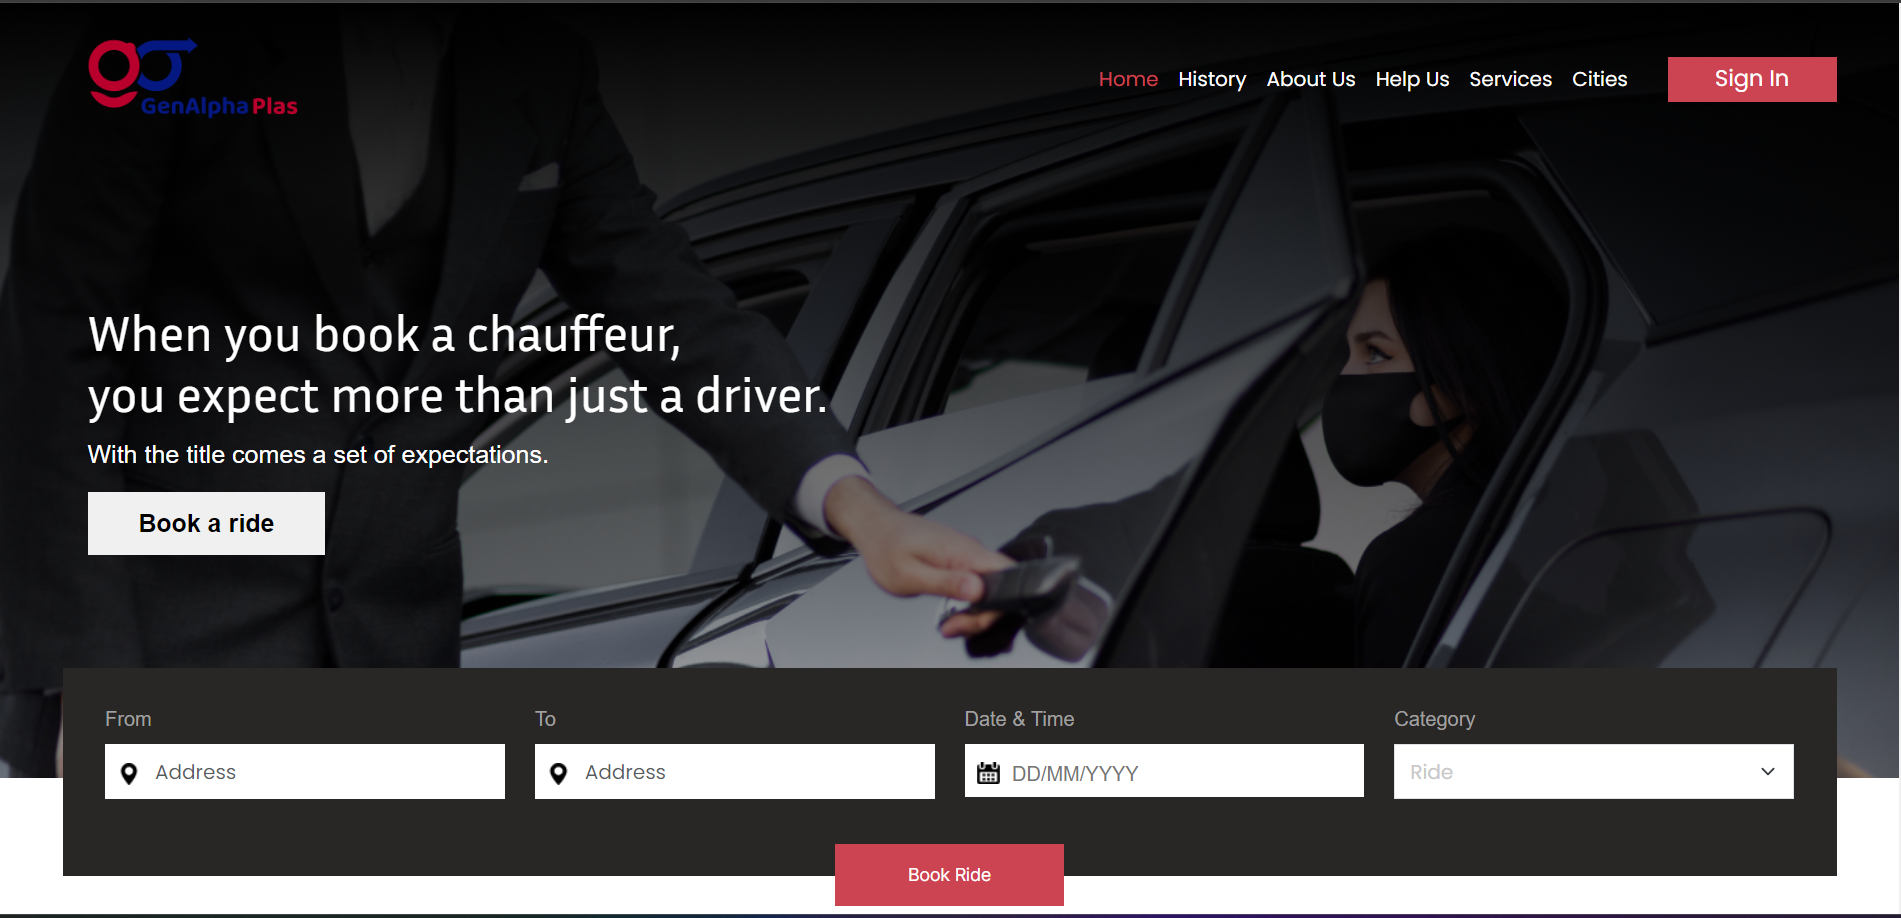 GenAlpha Plas
Home History About Us Help Us Services Cities Sign In
When you book a chauffeur,
you expect more than just a driver.
With the title comes a set of expectations.
Book a ride
From To Date & Time Category
Address Address DD/MM/YYYY Ride
Book Ride